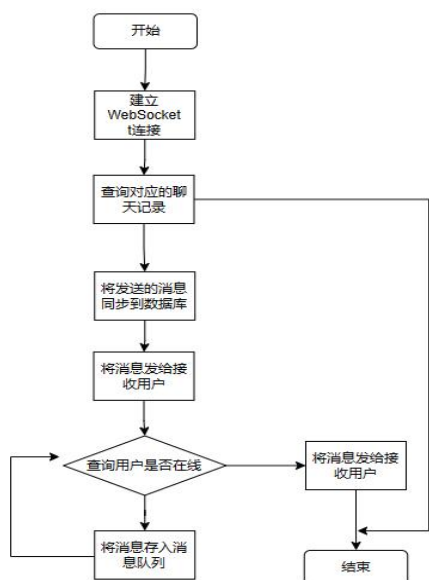 开始
建立
WebSocket
t连接
查询对应的聊
天记录
将发送的消息
同步到数据库
将消息发给接
收用户
查询用户是否在线
将消息发给接
收用户
将消息存入消
息队列
结束